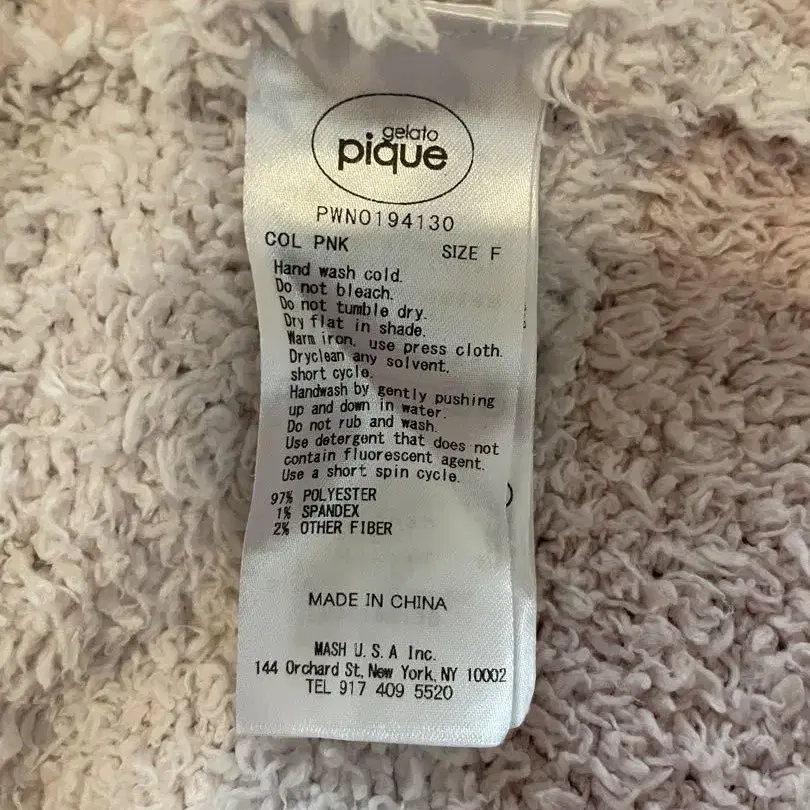 gelato
pique
PWNO194130
COL PNK SIZE F
Hand wash cold.
Do not bleach.
Do not tumble dry.
Dry flat in shade.
Warm iron, use press cloth.
Dryclean any solvent,
short cycle.
Handwash by gently pushing
up and down in water.
Do not rub and wash.
Use detergent that does not
contain fluorescent agent.
Use a short spin cycle.
97% POLYESTER
1% SPANDEX
2% OTHER FIBER
MADE IN CHINA
MASH U.S.A Inc.
144 Orchard St, New York, NY 10002
TEL 917 409 5520